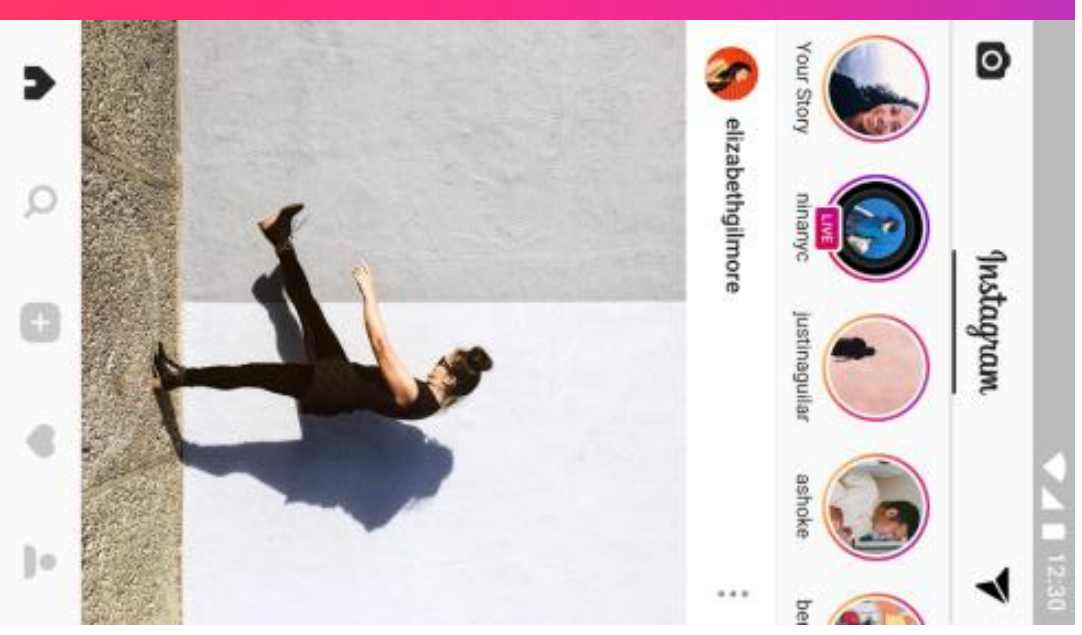 12:30
Instagram
Your Story
ninanyc
LIVE
justinaguilar
ashoke
elizabethgilmore